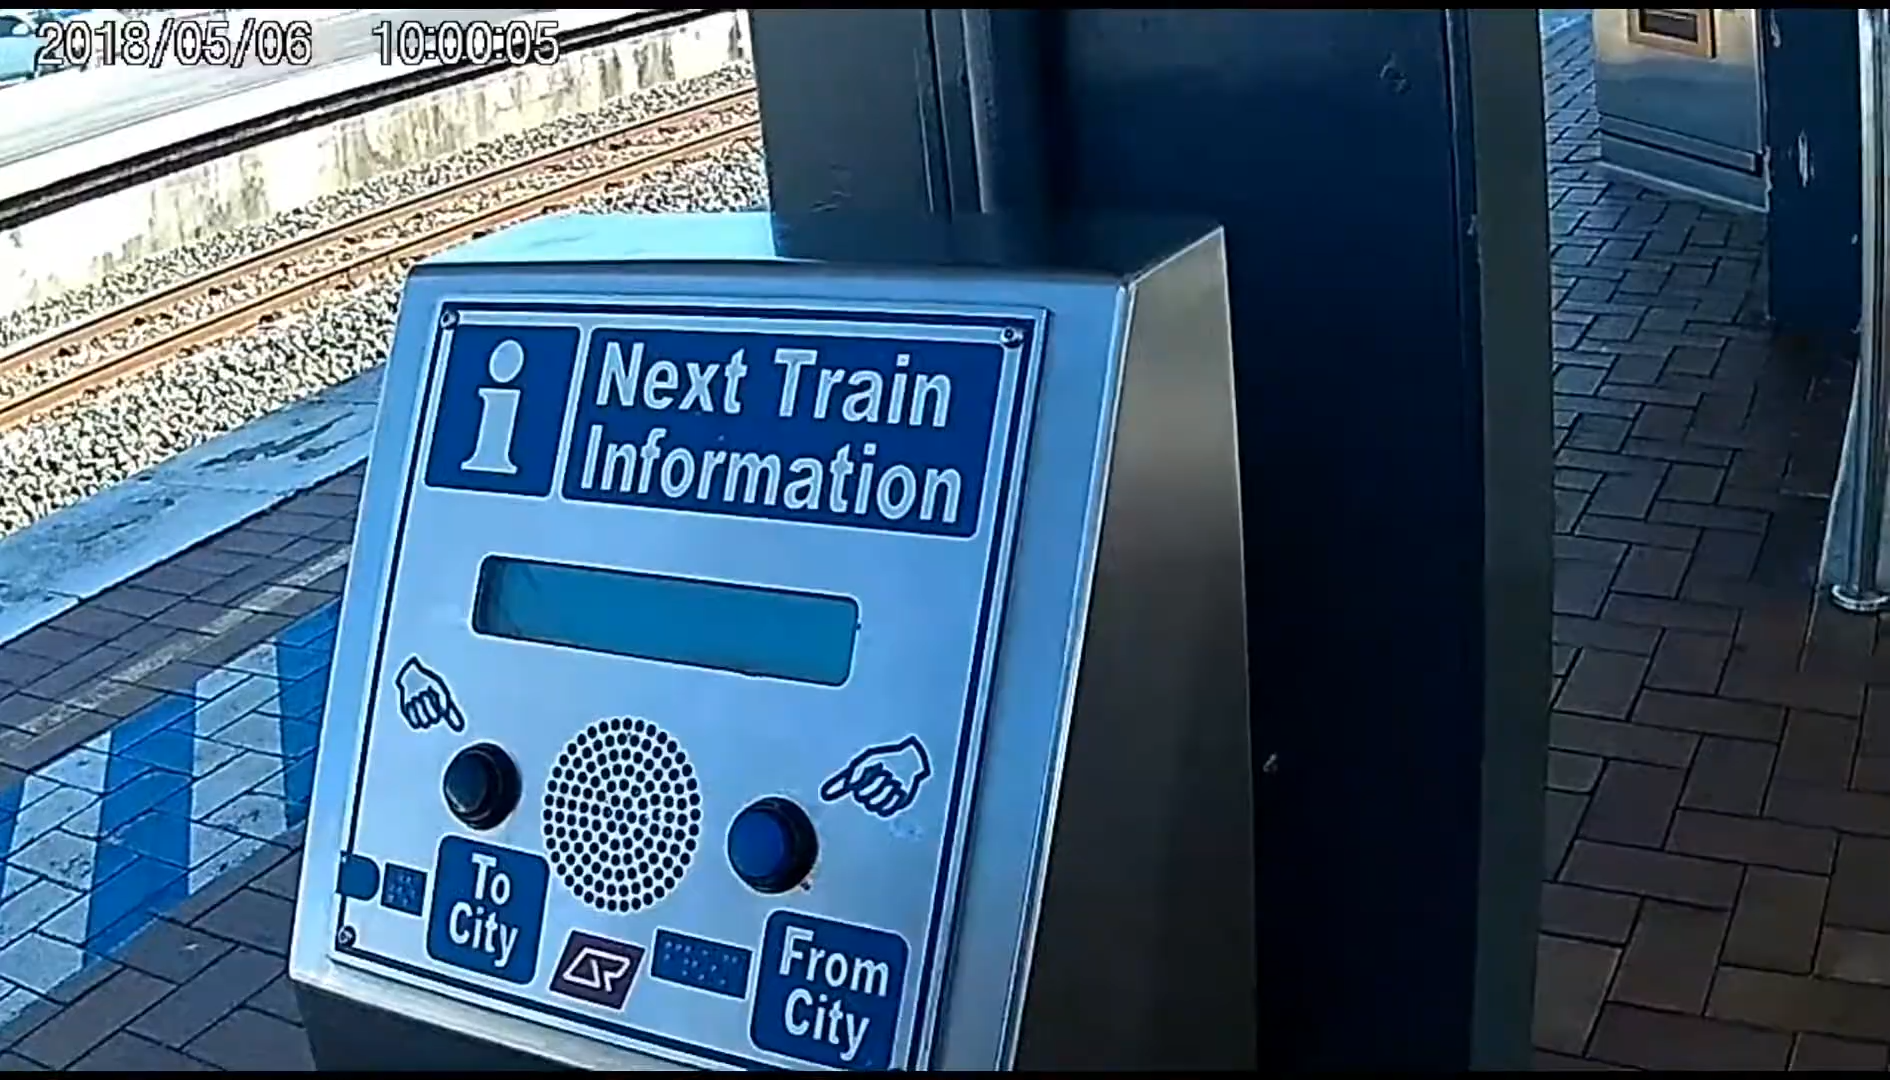 2018/05/06 10:00:05
i
Next Train
Information
To
City
From
City